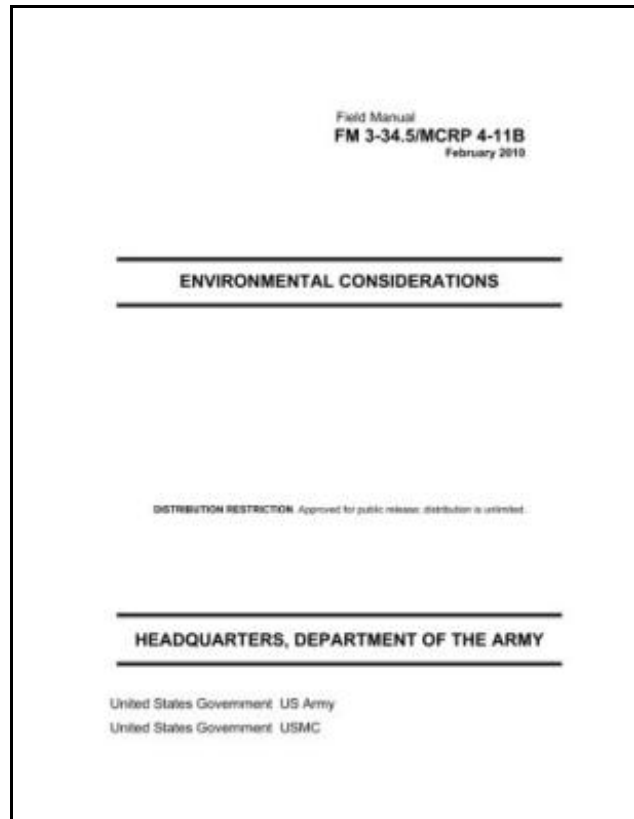 Field Manual
FM 3-34.5/MCRP 4-11B
February 2010
ENVIRONMENTAL CONSIDERATIONS
DISTRIBUTION RESTRICTION. Approved for public release; distribution is unlimited.
HEADQUARTERS, DEPARTMENT OF THE ARMY
United States Government US Army
United States Government USMC